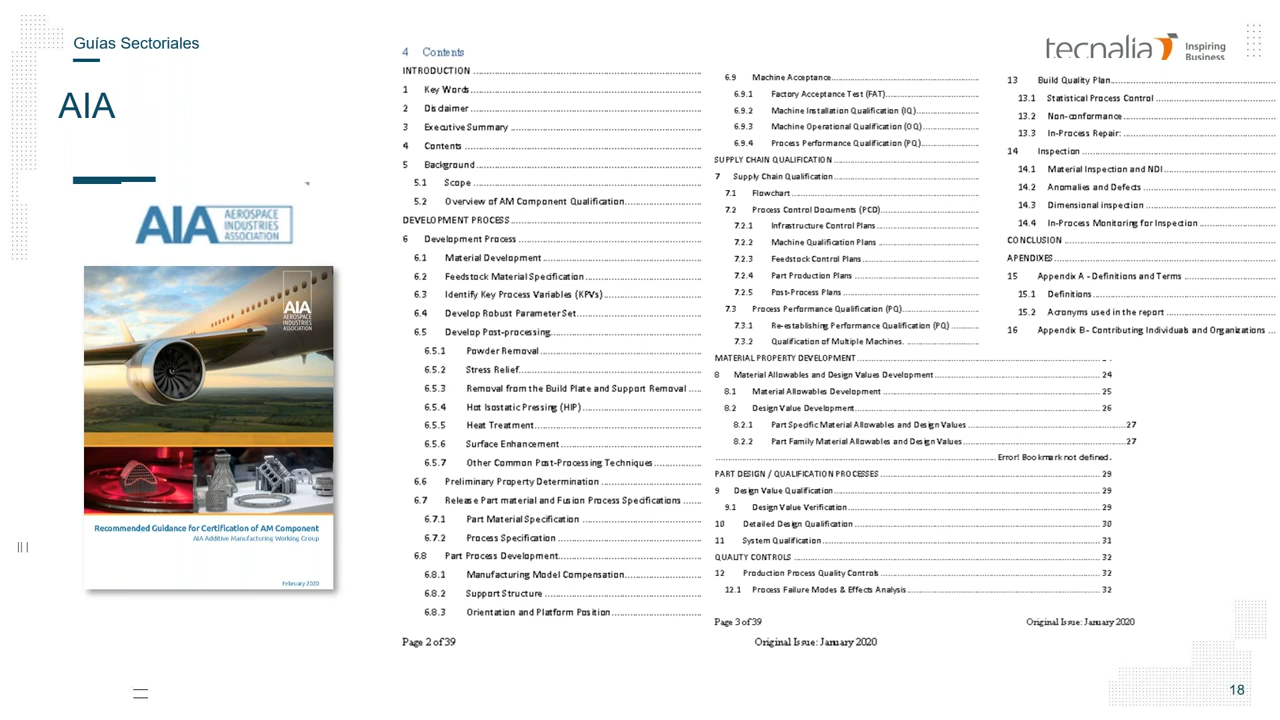 Guías Sectoriales
AIA
AIA AEROSPACE INDUSTRIES ASSOCIATION
AIA
AEROSPACE
INDUSTRIES
ASSOCIATION
Recommended Guidance for Certification of AM Component
AIA Additive Manufacturing Working Group
February 2020
4 Contents
INTRODUCTION
1 Key Words
2 Disclaimer
3 Executive Summary
4 Contents
5 Background
5.1 Scope
5.2 Overview of AM Component Qualification
DEVELOPMENT PROCESS
6 Development Process
6.1 Material Development
6.2 Feedstock Material Specification
6.3 Identify Key Process Variables (KPVs)
6.4 Develop Robust Parameter Set
6.5 Develop Post-processing
6.5.1 Powder Removal
6.5.2 Stress Relief
6.5.3 Removal from the Build Plate and Support Removal
6.5.4 Hot Isostatic Pressing (HIP)
6.5.5 Heat Treatment
6.5.6 Surface Enhancement
6.5.7 Other Common Post-Processing Techniques
6.6 Preliminary Property Determination
6.7 Release Part material and Fusion Process Specifications
6.7.1 Part Material Specification
6.7.2 Process Specification
6.8 Part Process Development
6.8.1 Manufacturing Model Compensation
6.8.2 Support Structure
6.8.3 Orientation and Platform Position
Page 2 of 39 Original Issue: January 2020
6.9 Machine Acceptance
6.9.1 Factory Acceptance Test (FAT)
6.9.2 Machine Installation Qualification (IQ)
6.9.3 Machine Operational Qualification (OQ)
6.9.4 Process Performance Qualification (PQ)
SUPPLY CHAIN QUALIFICATION
7 Supply Chain Qualification
7.1 Flowchart
7.2 Process Control Documents (PCD)
7.2.1 Infrastructure Control Plans
7.2.2 Machine Qualification Plans
7.2.3 Feedstock Control Plans
7.2.4 Part Production Plans
7.2.5 Post-Process Plans
7.3 Process Performance Qualification (PQ)
7.3.1 Re-establishing Performance Qualification (PQ)
7.3.2 Qualification of Multiple Machines.
MATERIAL PROPERTY DEVELOPMENT
8 Material Allowables and Design Values Development 24
8.1 Material Allowables Development 25
8.2 Design Value Development 26
8.2.1 Part Specific Material Allowables and Design Values 27
8.2.2 Part Family Material Allowables and Design Values 27
Error! Bookmark not defined.
PART DESIGN / QUALIFICATION PROCESSES 29
9 Design Value Qualification 29
9.1 Design Value Verification 29
10 Detailed Design Qualification 30
11 System Qualification 31
QUALITY CONTROLS 32
12 Production Process Quality Controls 32
12.1 Process Failure Modes & Effects Analysis 32
Page 3 of 39 Original Issue: January 2020
tecnalia Inspiring Business
13 Build Quality Plan
13.1 Statistical Process Control
13.2 Non-conformance
13.3 In-Process Repair:
14 Inspection
14.1 Material Inspection and NDI
14.2 Anomalies and Defects
14.3 Dimensional inspection
14.4 In-Process Monitoring for Inspection
CONCLUSION
APENDIXES
15 Appendix A - Definitions and Terms
15.1 Definitions
15.2 Acronyms used in the report
16 Appendix B - Contributing Individuals and Organizations
18